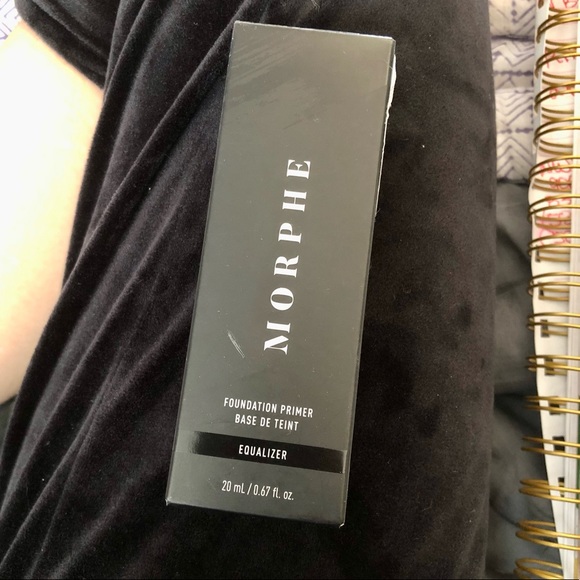 MORPHE
FOUNDATION PRIMER
BASE DE TEINT
EQUALIZER
20 mL / 0.67 fl. oz.